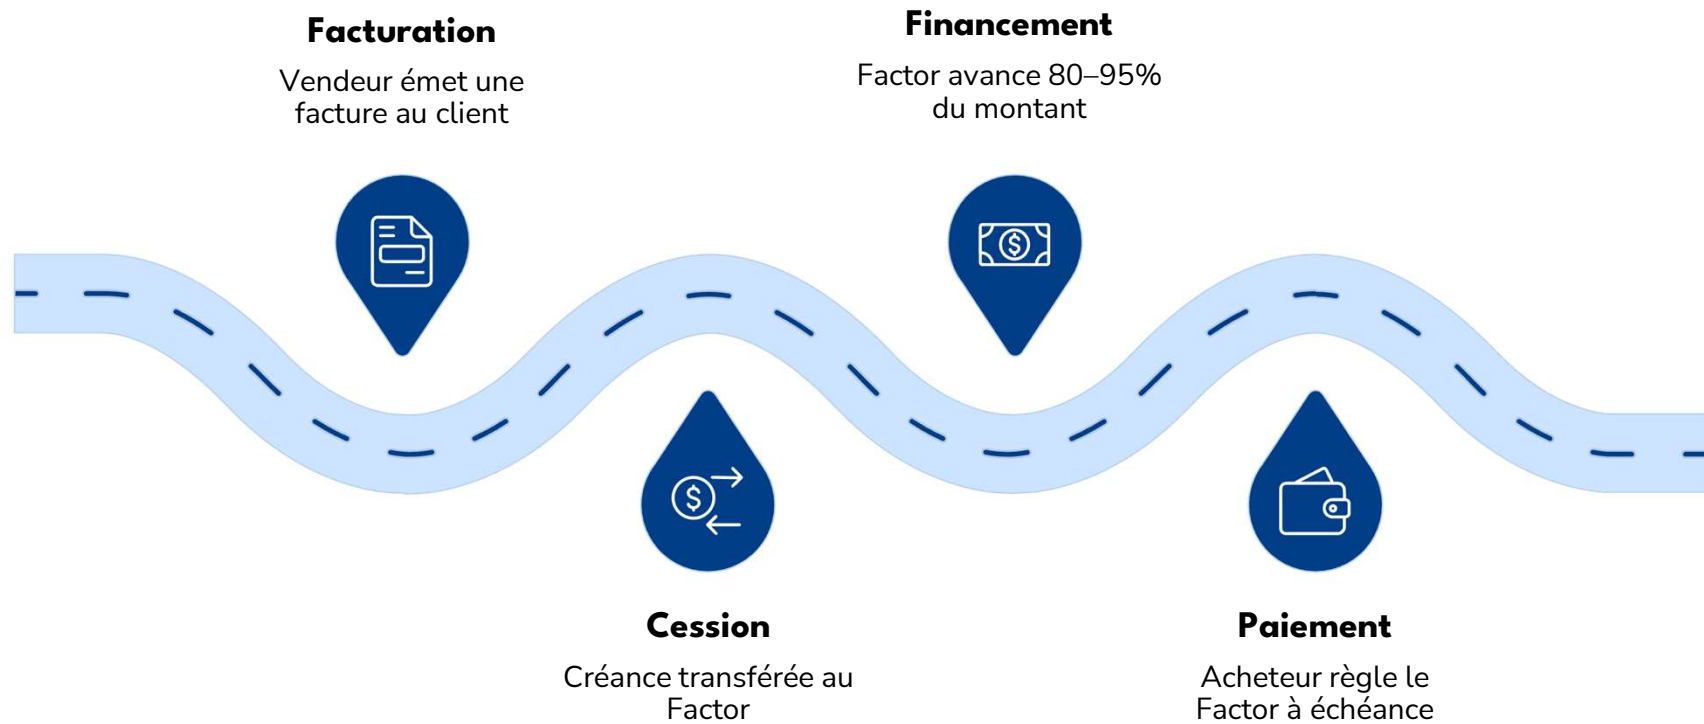 Facturation
Vendeur émet une
facture au client
Cession
Créance transférée au
Factor
Financement
Factor avance 80–95%
du montant
Paiement
Acheteur règle le
Factor à échéance